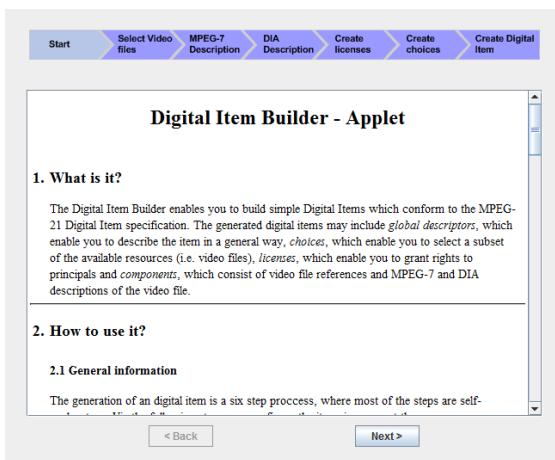 Start
Select Video files
MPEG-7 Description
DIA Description
Create licenses
Create choices
Create Digital Item
Digital Item Builder - Applet
1. What is it?
The Digital Item Builder enables you to build simple Digital Items which conform to the MPEG-
21 Digital Item specification. The generated digital items may include global descriptors, which
enable you to describe the item in a general way, choices, which enable you to select a subset
of the available resources (i.e. video files), licenses, which enable you to grant rights to
principals and components, which consist of video file references and MPEG-7 and DIA
descriptions of the video file.
2. How to use it?
2.1 General information
The generation of an digital item is a six step proccess, where most of the steps are self-
< Back
Next >